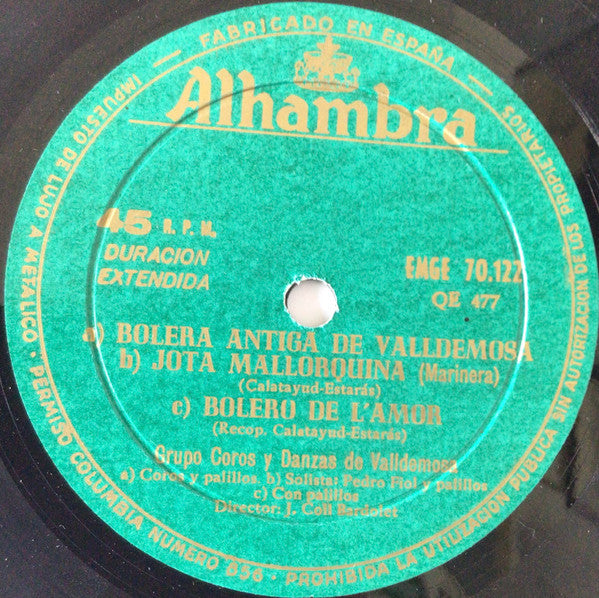 — FABRICADO EN ESPAÑA —
Alhambra
45 R. P. M.
DURACION
EXTENDIDA
EMGE 70.122
QE 477
a) BOLERA ANTIGA DE VALLDEMOSA
b) JOTA MALLORQUINA (Marinera)
(Calatayud-Estarás)
c) BOLERO DE L'AMOR
(Recop. Calatayud-Estarás)
Grupo Coros y Danzas de Valldemosa
a) Coros y palillos. b) Solista: Pedro Fiol y palillos
c) Con palillos
Director: J. Coll Bardolet
IMPUESTO DE LUJO A METALICO · PERMISO COLUMBIA NUMERO 856 · PROHIBIDA LA UTILIZACION PUBLICA SIN AUTORIZACION DE LOS PROPIETARIOS